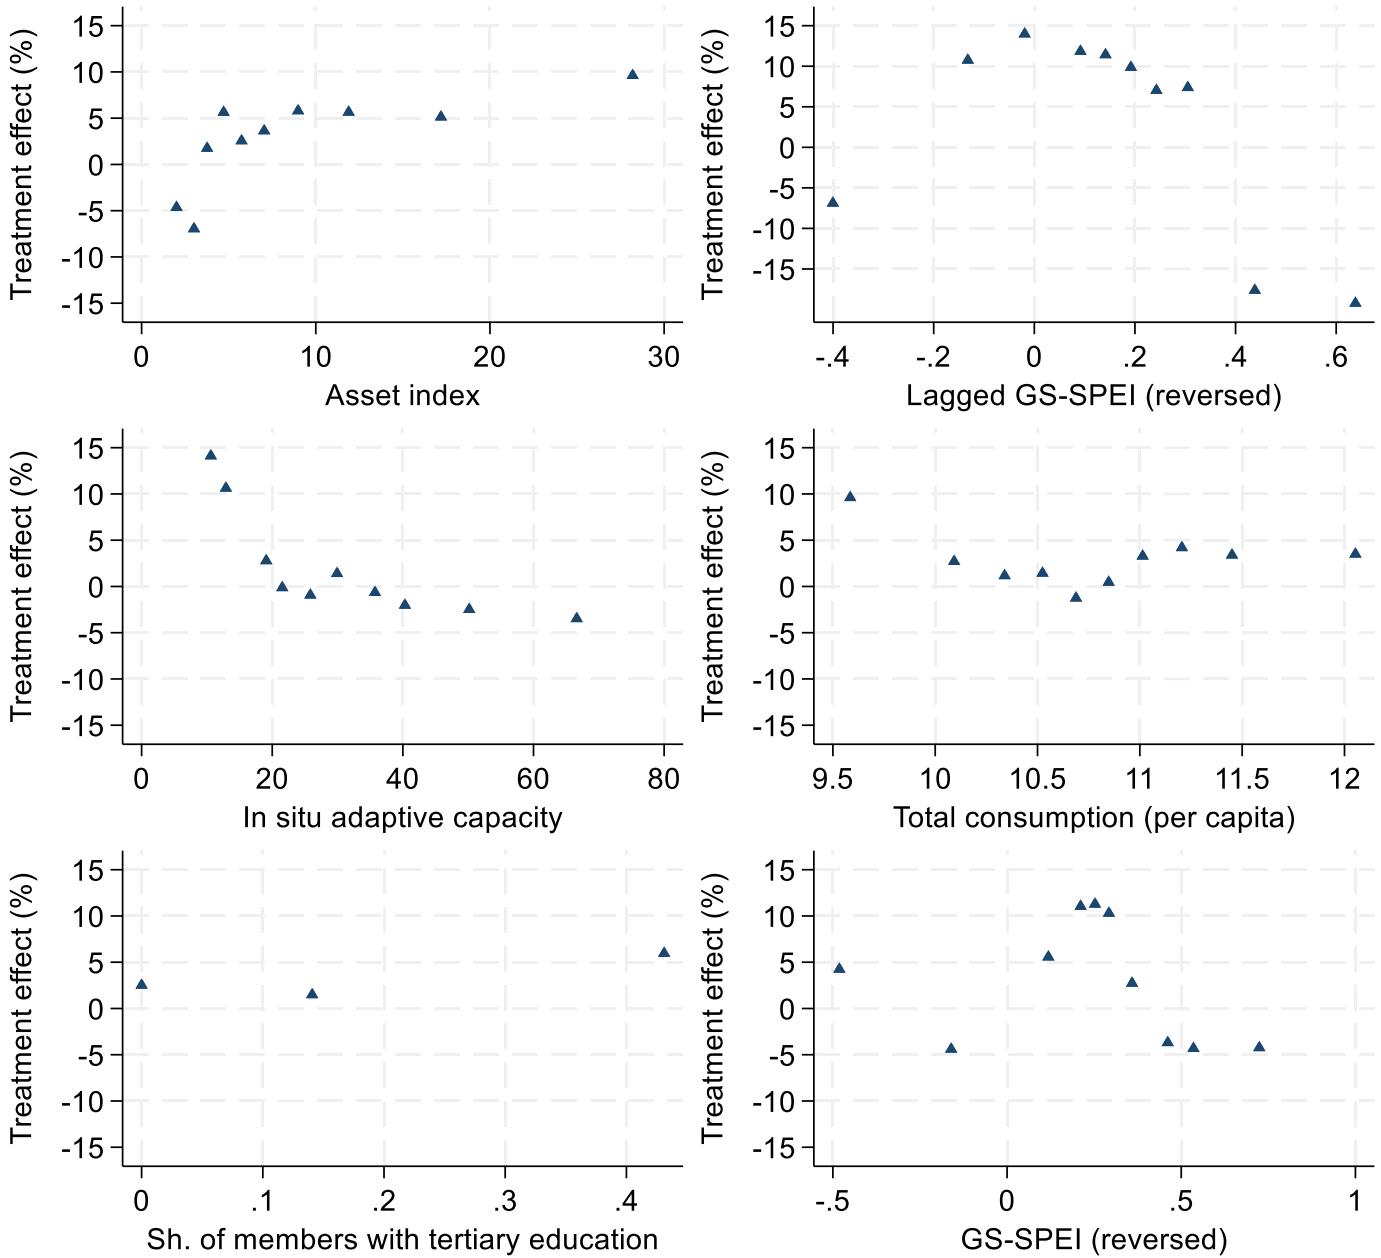 Treatment effect (%)
15
10
5
0
-5
-10
-15
0 10 20 30
Asset index
Treatment effect (%)
15
10
5
0
-5
-10
-15
-.4 -.2 0 .2 .4 .6
Lagged GS-SPEI (reversed)
Treatment effect (%)
15
10
5
0
-5
-10
-15
0 20 40 60 80
In situ adaptive capacity
Treatment effect (%)
15
10
5
0
-5
-10
-15
9.5 10 10.5 11 11.5 12
Total consumption (per capita)
Treatment effect (%)
15
10
5
0
-5
-10
-15
0 .1 .2 .3 .4
Sh. of members with tertiary education
Treatment effect (%)
15
10
5
0
-5
-10
-15
-.5 0 .5 1
GS-SPEI (reversed)